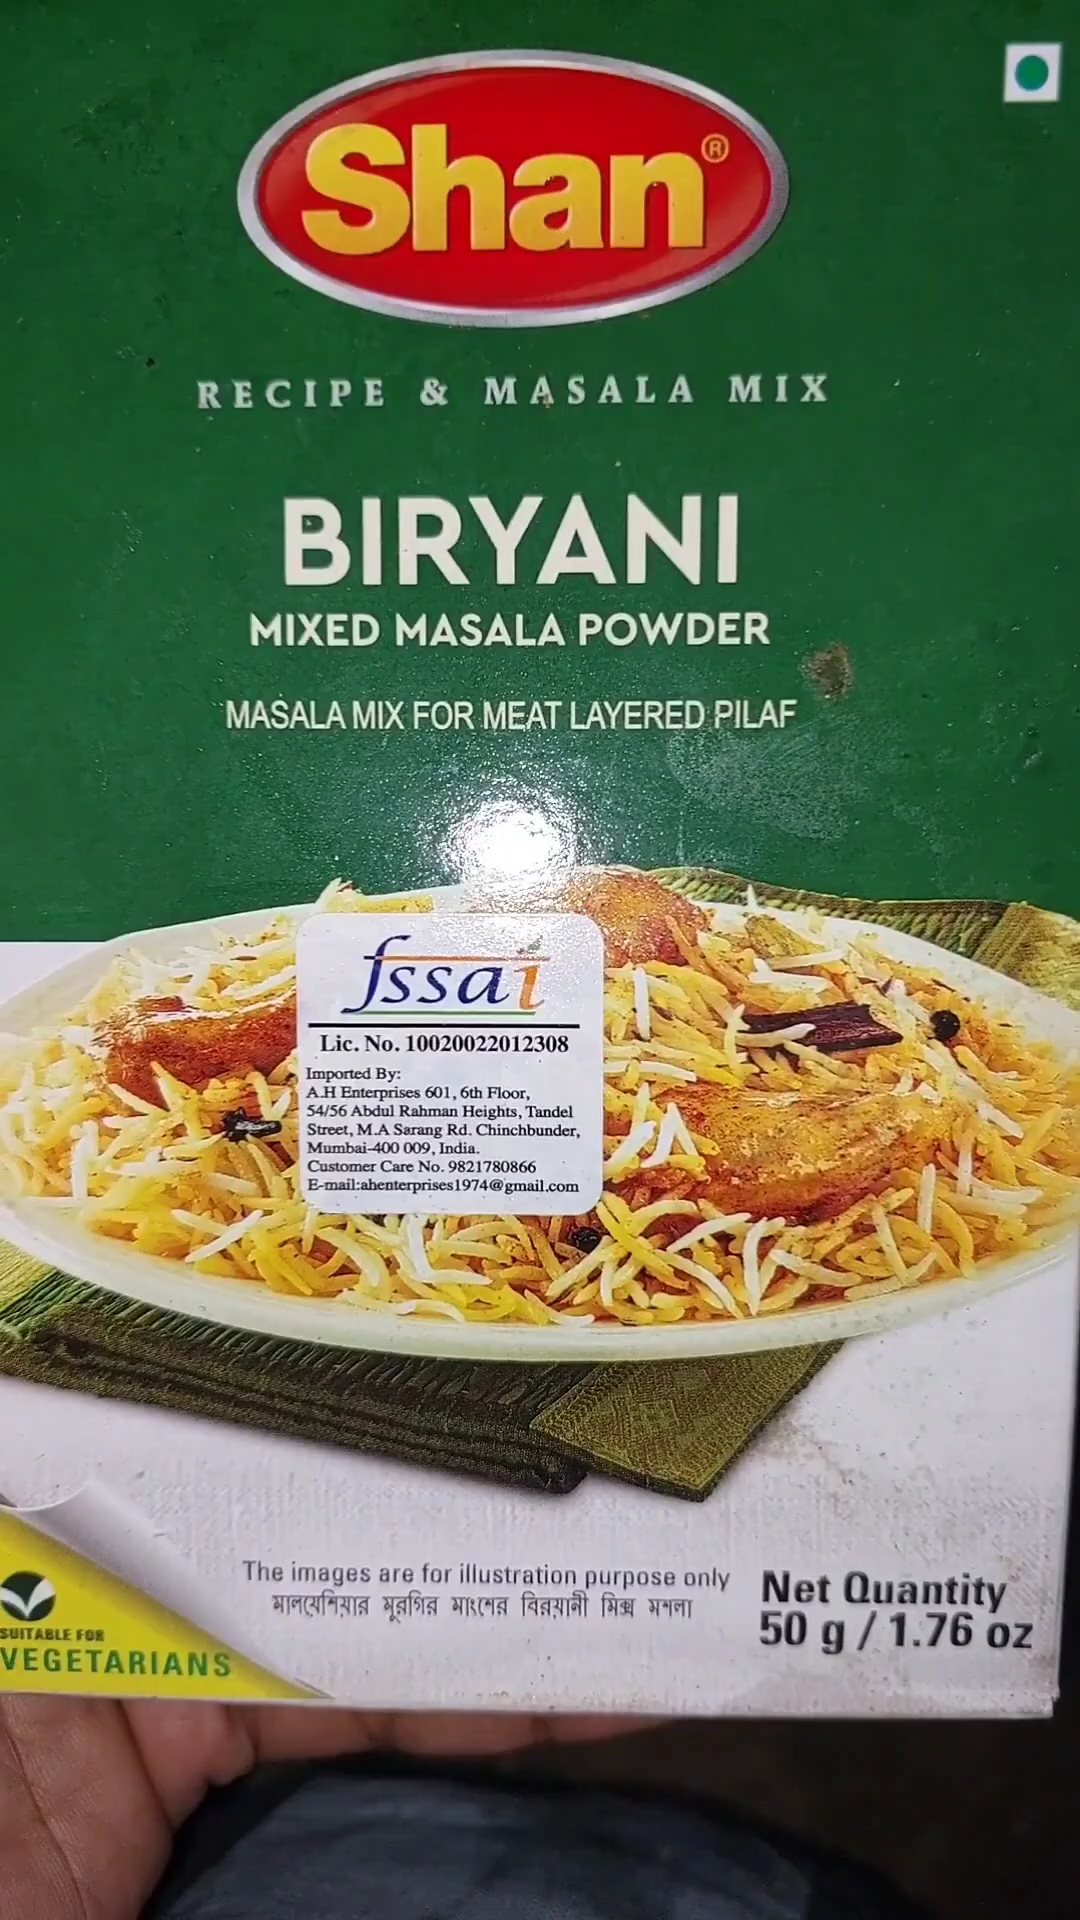 Shan®
RECIPE & MASALA MIX
BIRYANI
MIXED MASALA POWDER
MASALA MIX FOR MEAT LAYERED PILAF
fssai
Lic. No. 10020022012308
Imported By:
A.H Enterprises 601, 6th Floor,
54/56 Abdul Rahman Heights, Tandel
Street, M.A Sarang Rd. Chinchbunder,
Mumbai-400 009, India.
Customer Care No. 9821780866
E-mail:ahenterprises1974@gmail.com
The images are for illustration purpose only
মালয়েশিয়ার মুরগির মাংশের বিরয়ানী মিক্স মশলা
Net Quantity
50 g / 1.76 oz
SUITABLE FOR
VEGETARIANS